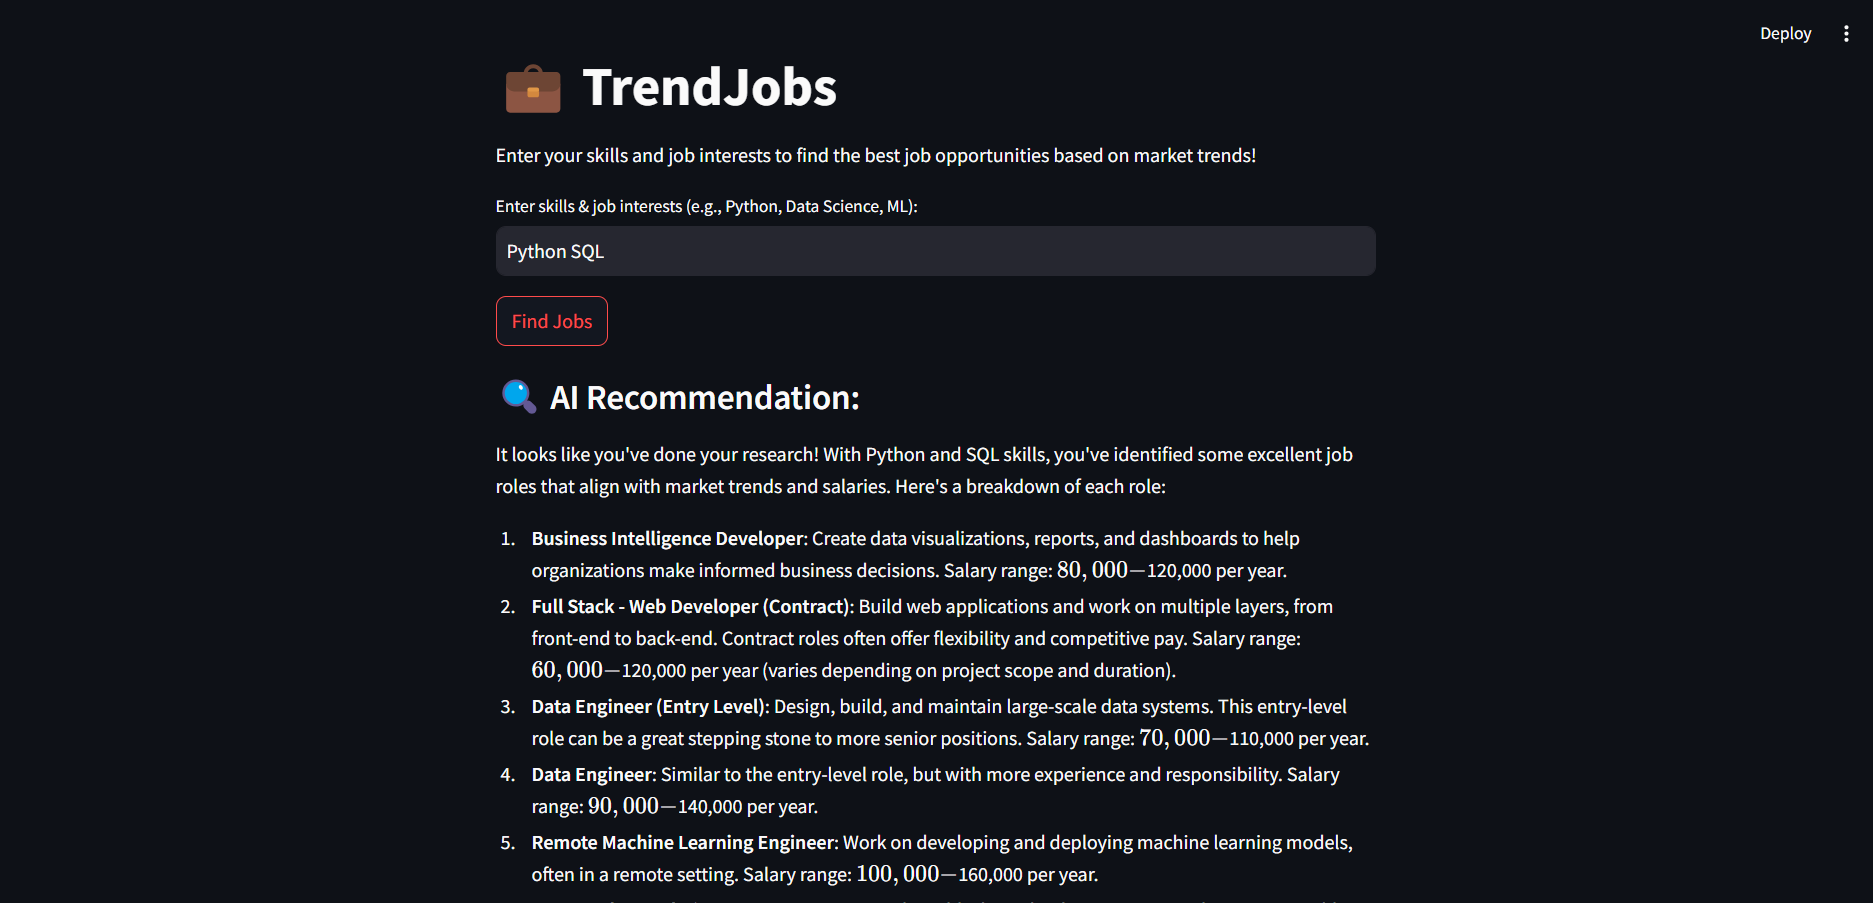 Deploy
TrendJobs
Enter your skills and job interests to find the best job opportunities based on market trends!
Enter skills & job interests (e.g., Python, Data Science, ML):
Python SQL
Find Jobs
AI Recommendation:
It looks like you've done your research! With Python and SQL skills, you've identified some excellent job
roles that align with market trends and salaries. Here's a breakdown of each role:
1. Business Intelligence Developer: Create data visualizations, reports, and dashboards to help
organizations make informed business decisions. Salary range: 80,000−120,000 per year.
2. Full Stack - Web Developer (Contract): Build web applications and work on multiple layers, from
front-end to back-end. Contract roles often offer flexibility and competitive pay. Salary range:
60,000−120,000 per year (varies depending on project scope and duration).
3. Data Engineer (Entry Level): Design, build, and maintain large-scale data systems. This entry-level
role can be a great stepping stone to more senior positions. Salary range: 70,000−110,000 per year.
4. Data Engineer: Similar to the entry-level role, but with more experience and responsibility. Salary
range: 90,000−140,000 per year.
5. Remote Machine Learning Engineer: Work on developing and deploying machine learning models,
often in a remote setting. Salary range: 100,000−160,000 per year.